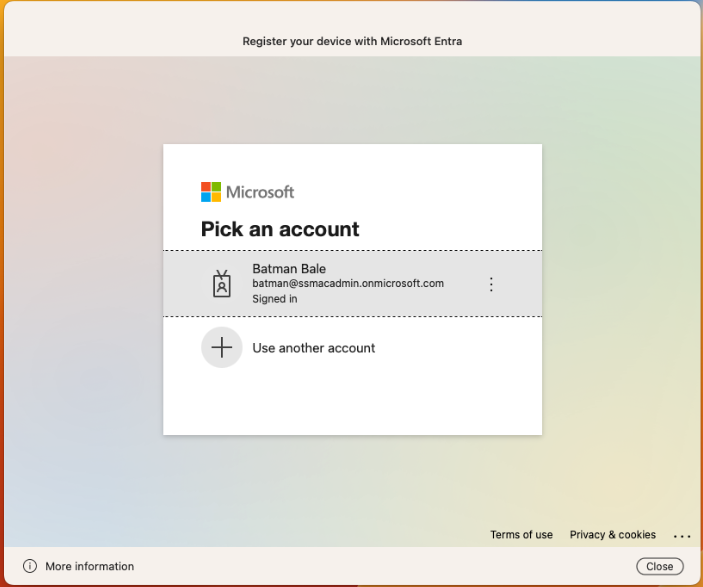 Register your device with Microsoft Entra
Microsoft
Pick an account
Batman Bale
batman@ssmacadmin.onmicrosoft.com
Signed in
Use another account
Terms of use Privacy & cookies ...
More information
Close